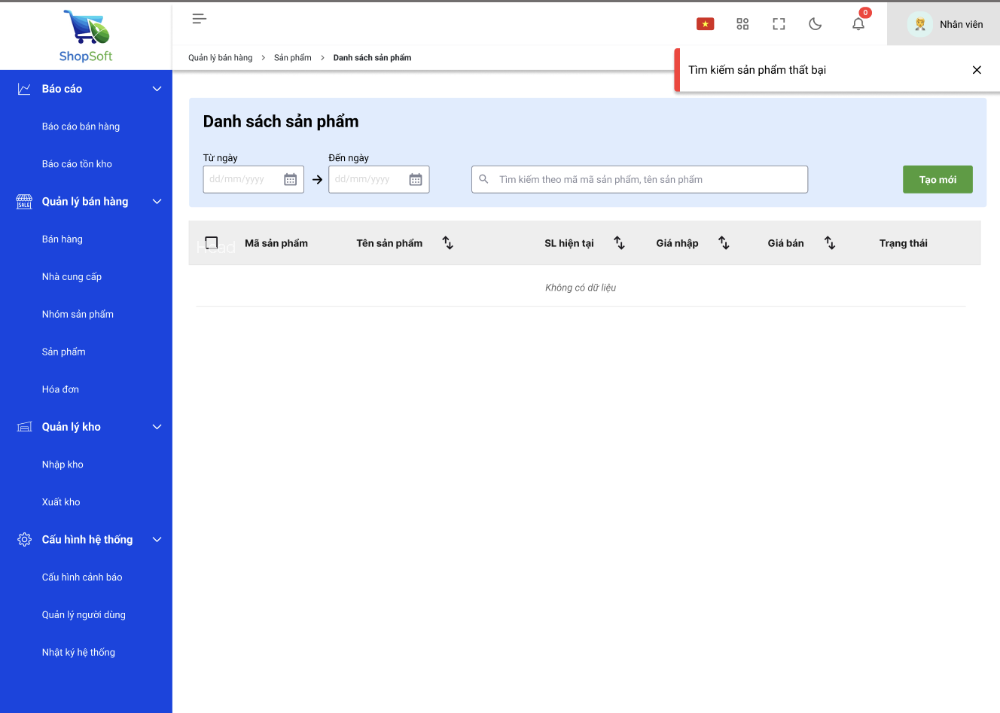 ShopSoft
Báo cáo
Báo cáo bán hàng
Báo cáo tồn kho
Quản lý bán hàng
SALE
Bán hàng
Nhà cung cấp
Nhóm sản phẩm
Sản phẩm
Hóa đơn
Quản lý kho
Nhập kho
Xuất kho
Cấu hình hệ thống
Cấu hình cảnh báo
Quản lý người dùng
Nhật ký hệ thống
0
Nhân viên
Quản lý bán hàng > Sản phẩm > Danh sách sản phẩm
Tìm kiếm sản phẩm thất bại
Danh sách sản phẩm
Từ ngày Đến ngày
dd/mm/yyyy dd/mm/yyyy Tìm kiếm theo mã mã sản phẩm, tên sản phẩm Tạo mới
Head Mã sản phẩm Tên sản phẩm SL hiện tại Giá nhập Giá bán Trạng thái
Không có dữ liệu